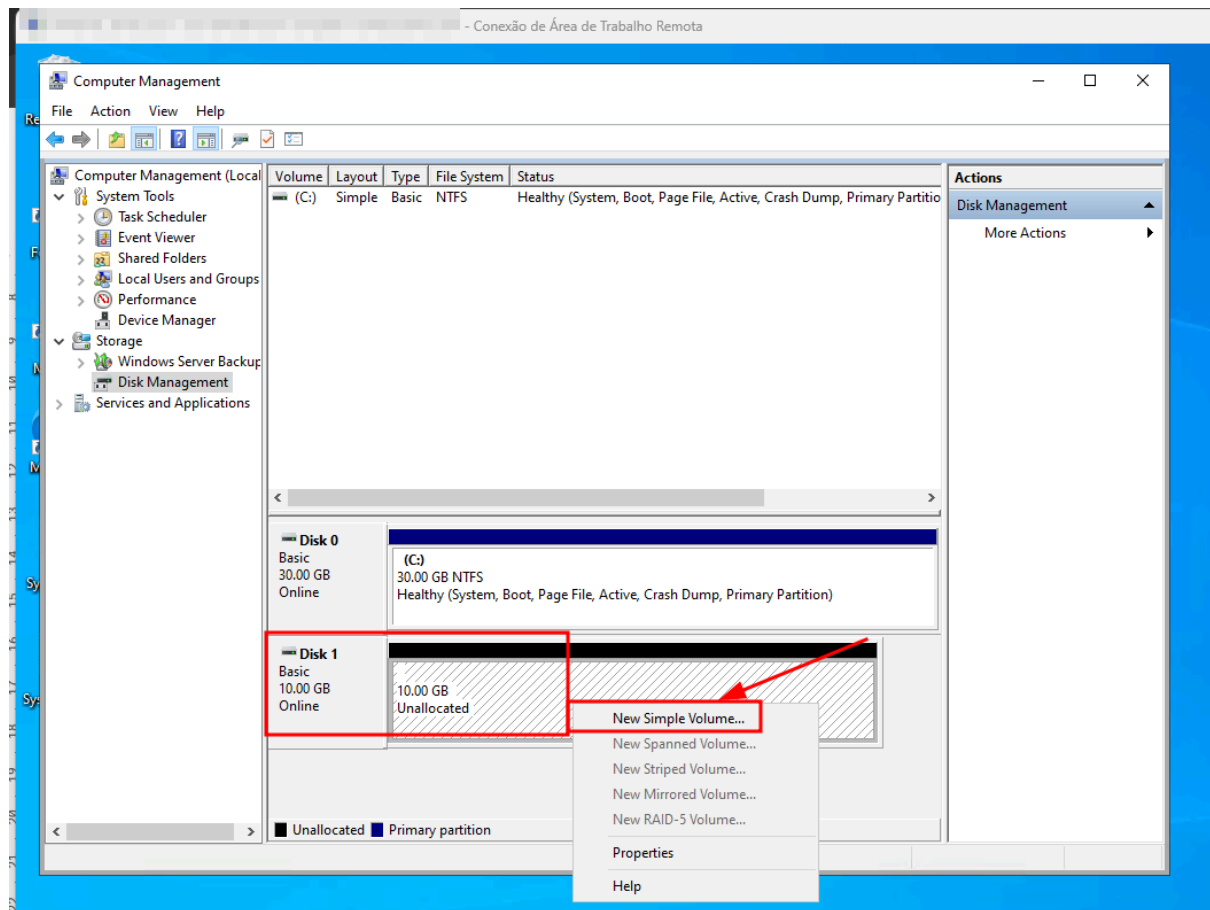 - Conexão de Área de Trabalho Remota
Computer Management
File Action View Help
Computer Management (Local
System Tools
Task Scheduler
Event Viewer
Shared Folders
Local Users and Groups
Performance
Device Manager
Storage
Windows Server Backup
Disk Management
Services and Applications
Volume Layout Type File System Status
(C:) Simple Basic NTFS Healthy (System, Boot, Page File, Active, Crash Dump, Primary Partitio
Actions
Disk Management
More Actions
Disk 0
Basic
30.00 GB
Online
(C:)
30.00 GB NTFS
Healthy (System, Boot, Page File, Active, Crash Dump, Primary Partition)
Disk 1
Basic
10.00 GB
Online
10.00 GB
Unallocated
New Simple Volume...
New Spanned Volume...
New Striped Volume...
New Mirrored Volume...
New RAID-5 Volume...
Properties
Help
Unallocated Primary partition